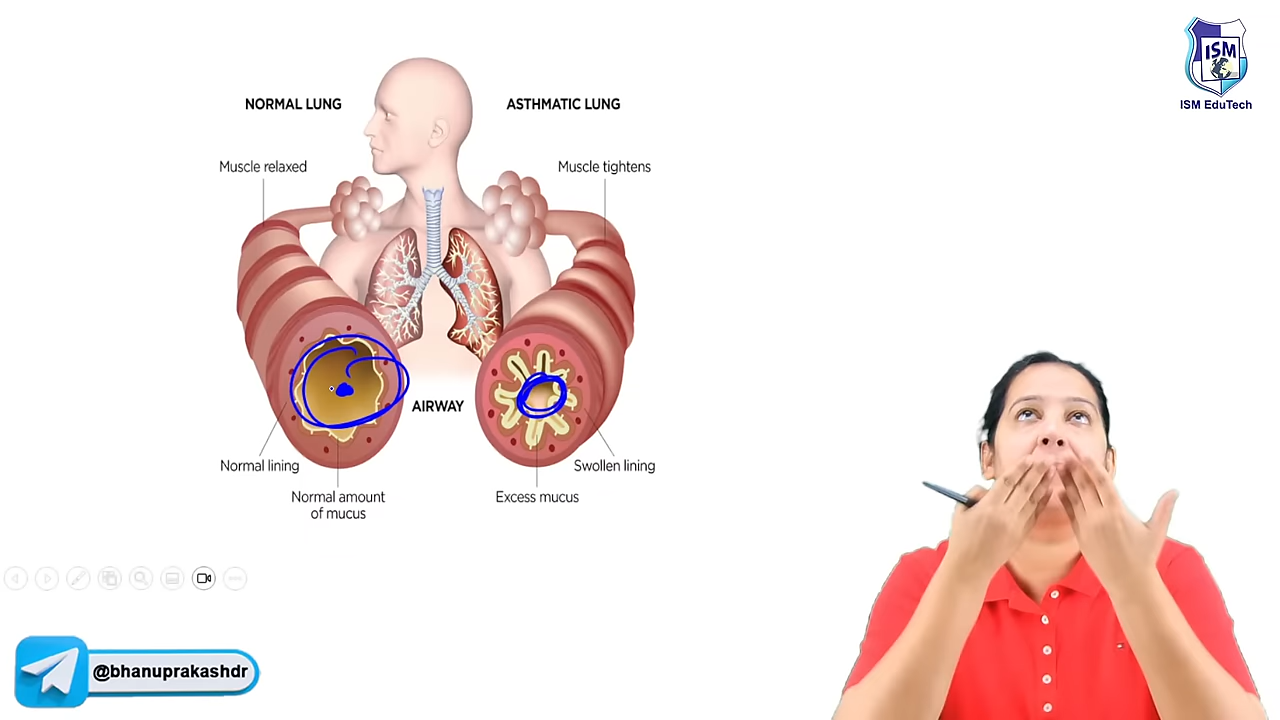 ISM
ISM EduTech
NORMAL LUNG
ASTHMATIC LUNG
Muscle relaxed
Muscle tightens
AIRWAY
Normal lining
Swollen lining
Normal amount
of mucus
Excess mucus
@bhanuprakashdr